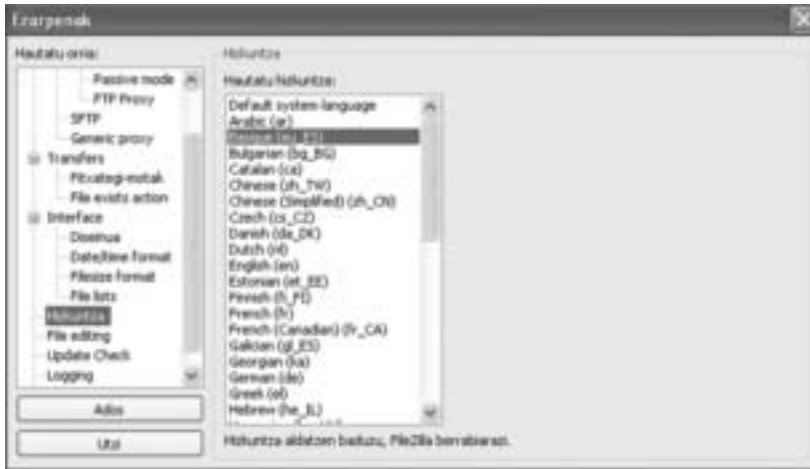 Ezarpenak
Hautatu orria:
Passive mode
FTP Proxy
SFTP
Generic proxy
Transfers
Fitxategi-motak
File exists action
Interface
Diseinua
Date/time format
Filesize format
File lists
Hizkuntza
File editing
Update Check
Logging
Ados
Utzi
Hizkuntza
Hautatu hizkuntza:
Default system-language
Arabic (ar)
Basque (eu_ES)
Bulgarian (bg_BG)
Catalan (ca)
Chinese (zh_TW)
Chinese (Simplified) (zh_CN)
Czech (cs_CZ)
Danish (da_DK)
Dutch (nl)
English (en)
Estonian (et_EE)
Finnish (fi_FI)
French (fr)
French (Canadian) (fr_CA)
Galician (gl_ES)
Georgian (ka)
German (de)
Greek (el)
Hebrew (he_IL)
Hizkuntza aldatzen baduzu, FileZilla berrabiarazi.